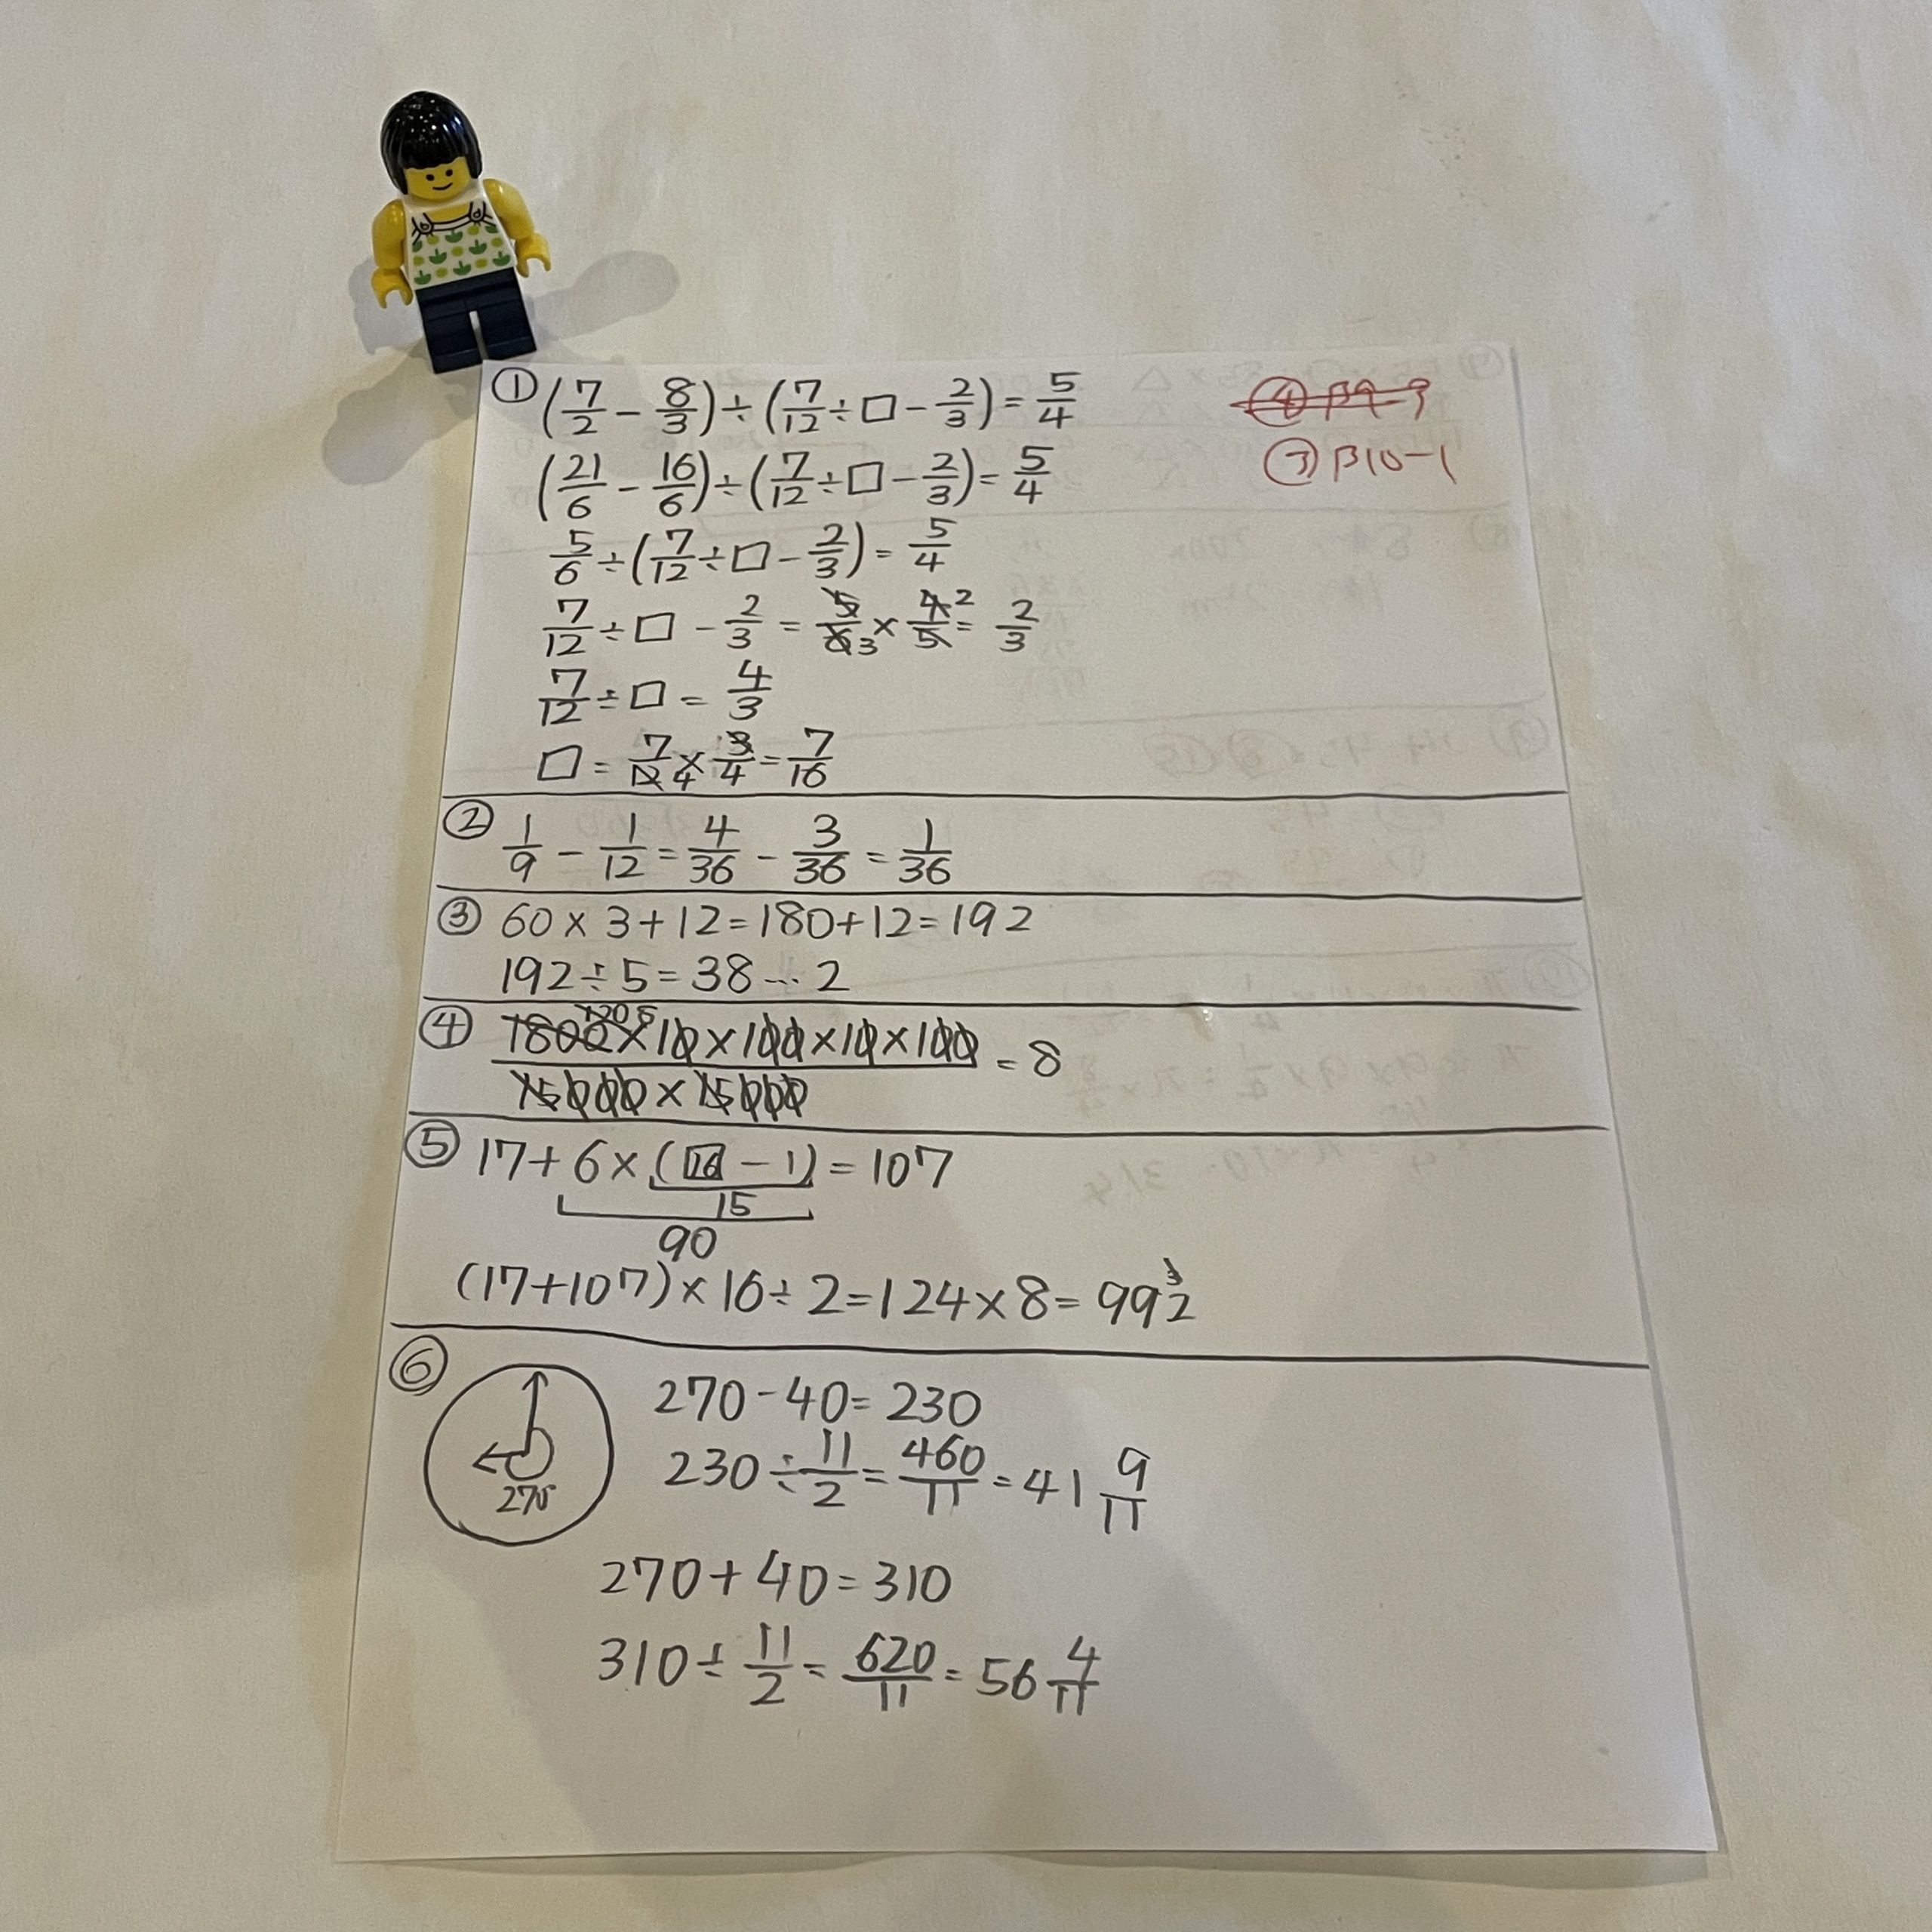 ① (7/2 - 8/3) ÷ (7/12 ÷ □ - 2/3) = 5/4
(21/6 - 16/6) ÷ (7/12 ÷ □ - 2/3) = 5/4
5/6 ÷ (7/12 ÷ □ - 2/3) = 5/4
7/12 ÷ □ - 2/3 = 5/6 3 × 4/5 2 = 2/3
7/12 ÷ □ = 4/3
□ = 7/12 4 × 3/4 = 7/16
③ β10-1
② 1/9 - 1/12 = 4/36 - 3/36 = 1/36
③ 60 × 3 + 12 = 180 + 12 = 192
192 ÷ 5 = 38 … 2
④ 1800 × 10 × 100 × 10 × 100 / 15000 × 15000 = 8
⑤ 17 + 6 × (16 - 1) = 107
15
90
(17 + 107) × 16 ÷ 2 = 124 × 8 = 992
3
⑥ 270 - 40 = 230
270
230 ÷ 11/2 = 460/11 = 41 9/11
270 + 40 = 310
310 ÷ 11/2 = 620/11 = 56 4/11